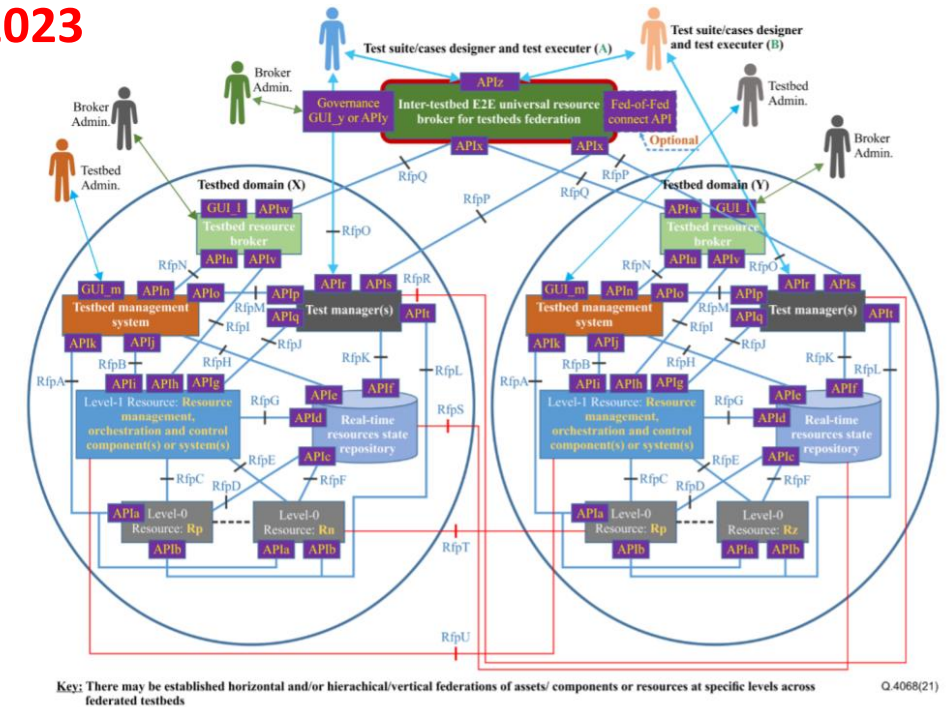 2023
Test suite/cases designer and test executer (A)
Test suite/cases designer
and test executer (B)
Broker
Admin.
Broker
Admin.
Testbed
Admin.
Testbed
Admin.
Broker
Admin.
APIz
Governance
GUI_y or APIy
Inter-testbed E2E universal resource
broker for testbeds federation
Fed-of-Fed
connect API
Optional
APIx
APIx
RfpQ
RfpP
RfpQ
RfpP
Testbed domain (X)
GUI_l
APIw
Testbed resource
broker
APIu
APIv
RfpO
RfpN
GUI_m
APIn
APIo
RfpM
APIp
APIr
APIs
RfpR
Testbed management
system
APIq
Test manager(s)
APIt
RfpI
RfpJ
APIk
APIj
RfpH
RfpK
RfpL
RfpA
RfpB
APIi
APIh
APIg
APIf
APIe
Level-1 Resource: Resource
management,
orchestration and control
component(s) or system(s)
RfpG
APId
Real-time
resources state
repository
RfpS
APIc
RfpC
RfpD
RfpE
RfpF
APIa
Level-0
Resource: Rp
APIb
Level-0
Resource: Rn
APIa
APIb
RfpT
RfpU
Testbed domain (Y)
APIw
GUI_l
Testbed resource
broker
APIu
APIv
RfpO
RfpN
GUI_m
APIn
APIo
RfpM
APIp
APIr
APIs
Testbed management
system
APIq
Test manager(s)
APIt
RfpI
RfpJ
APIk
APIj
RfpH
RfpK
RfpL
RfpA
RfpB
APIi
APIh
APIg
APIf
APIe
Level-1 Resource: Resource
management,
orchestration and control
component(s) or system(s)
RfpG
APId
Real-time
resources state
repository
APIc
RfpC
RfpD
RfpE
RfpF
APIa
Level-0
Resource: Rp
APIb
Level-0
Resource: Rz
APIa
APIb
Key: There may be established horizontal and/or hierachical/vertical federations of assets/ components or resources at specific levels across
federated testbeds
Q.4068(21)